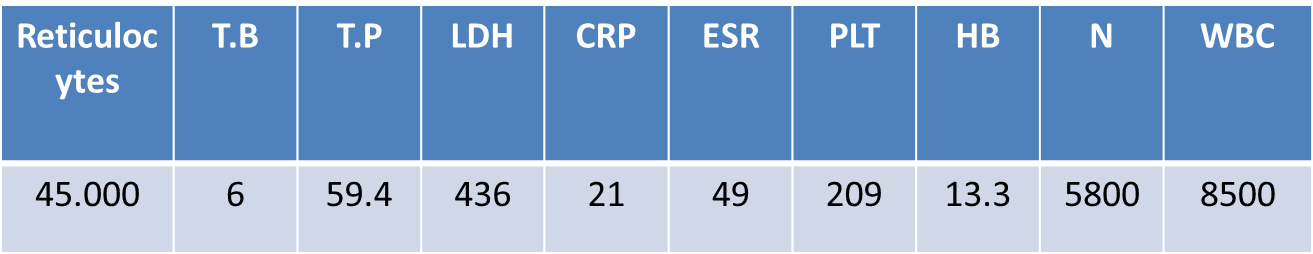 Reticuloc
ytes T.B T.P LDH CRP ESR PLT HB N WBC
45.000 6 59.4 436 21 49 209 13.3 5800 8500